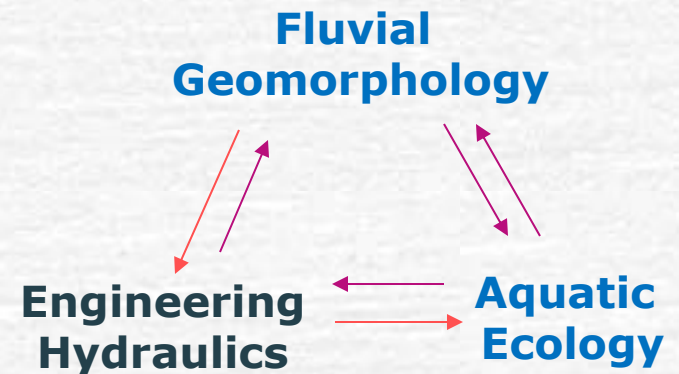 Fluvial
Geomorphology
Engineering
Hydraulics
Aquatic
Ecology